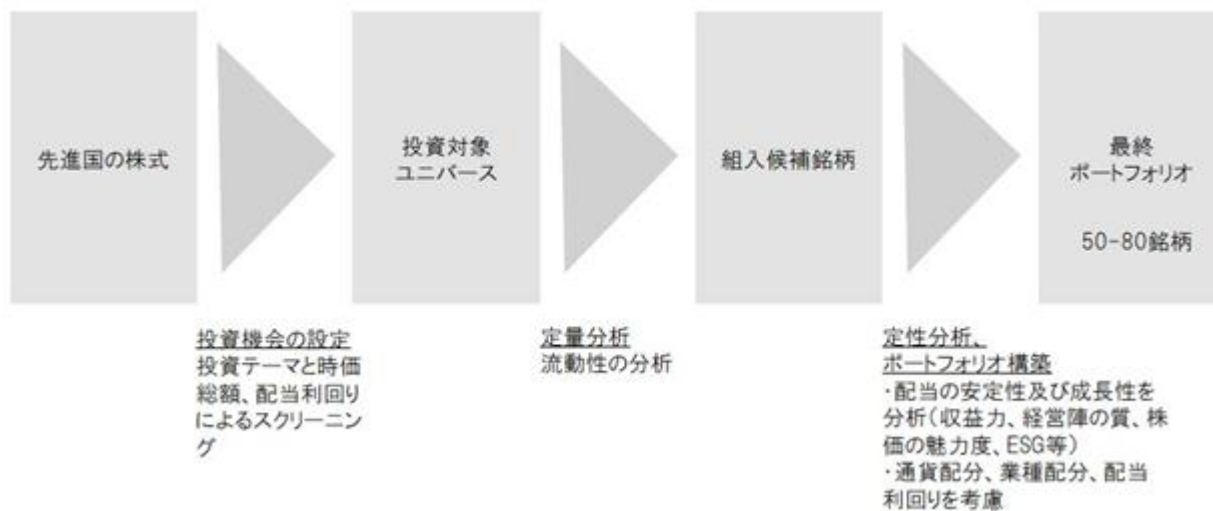 先進国の株式
投資対象
ユニバース
組入候補銘柄
最終
ポートフォリオ
50-80銘柄
投資機会の設定
投資テーマと時価
総額、配当利回り
によるスクリーニン
グ
定量分析
流動性の分析
定性分析、
ポートフォリオ構築
・配当の安定性及び成長性を
分析(収益力、経営陣の質、株
価の魅力度、ESG等)
・通貨配分、業種配分、配当
利回りを考慮